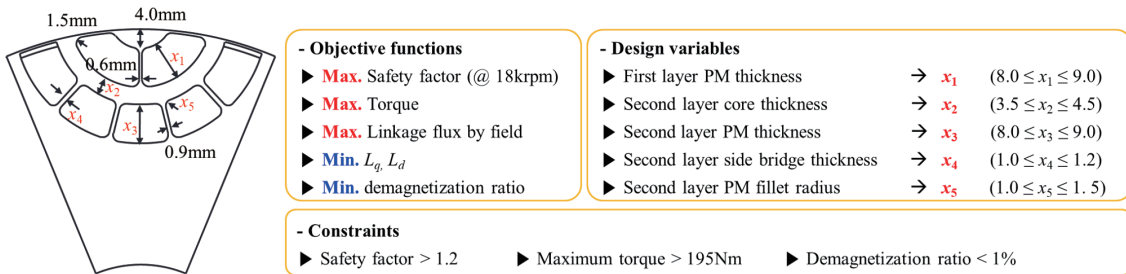 1.5mm
4.0mm
0.6mm
x1
x2
x5
x4
x3
0.9mm
- Objective functions
▶ Max. Safety factor (@ 18krpm)
▶ Max. Torque
▶ Max. Linkage flux by field
▶ Min. Lq, Ld
▶ Min. demagnetization ratio
- Design variables
▶ First layer PM thickness → x1 (8.0 ≤ x1 ≤ 9.0)
▶ Second layer core thickness → x2 (3.5 ≤ x2 ≤ 4.5)
▶ Second layer PM thickness → x3 (8.0 ≤ x3 ≤ 9.0)
▶ Second layer side bridge thickness → x4 (1.0 ≤ x4 ≤ 1.2)
▶ Second layer PM fillet radius → x5 (1.0 ≤ x5 ≤ 1. 5)
- Constraints
▶ Safety factor > 1.2 ▶ Maximum torque > 195Nm ▶ Demagnetization ratio < 1%